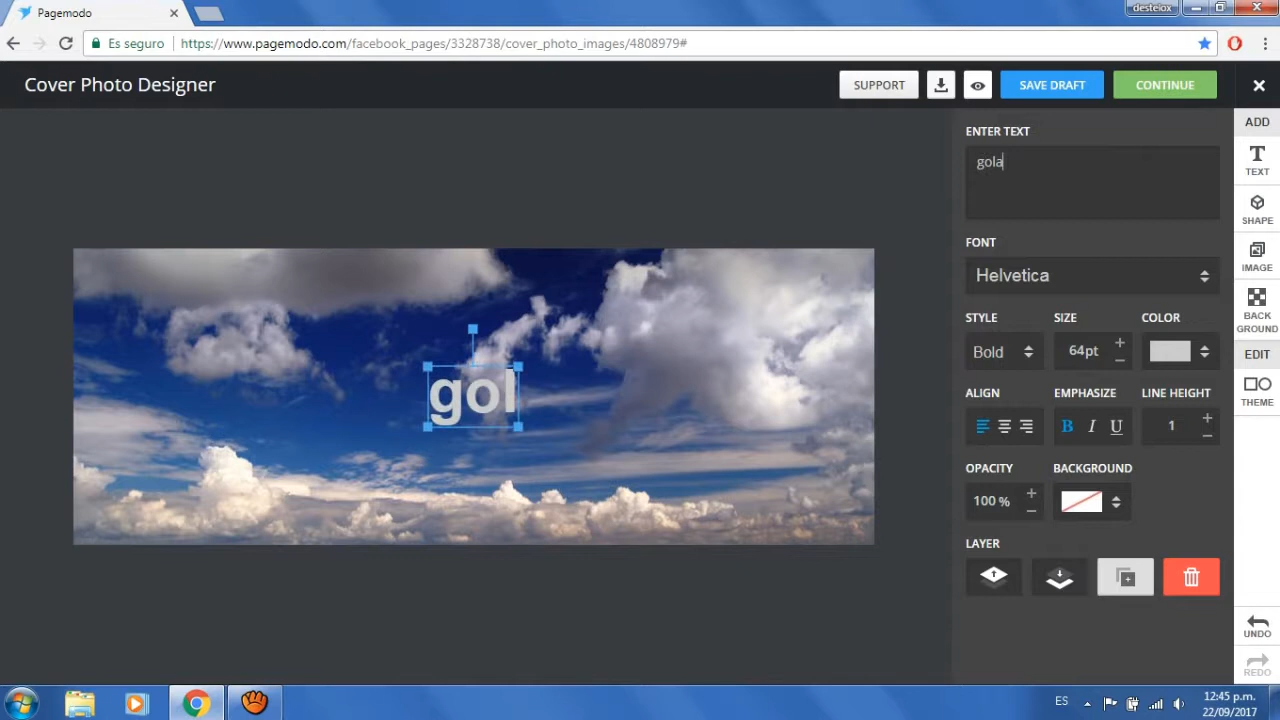 Pagemodo
destelox
Es seguro
https://www.pagemodo.com/facebook_pages/3328738/cover_photo_images/4808979#
Cover Photo Designer
SUPPORT
SAVE DRAFT
CONTINUE
ENTER TEXT
gola
FONT
Helvetica
STYLE SIZE COLOR
Bold 64pt
ALIGN EMPHASIZE LINE HEIGHT
B I U 1
OPACITY BACKGROUND
100 %
LAYER
gol
ADD
T
TEXT
SHAPE
IMAGE
BACK
GROUND
EDIT
THEME
UNDO
REDO
ES
12:45 p.m.
22/09/2017